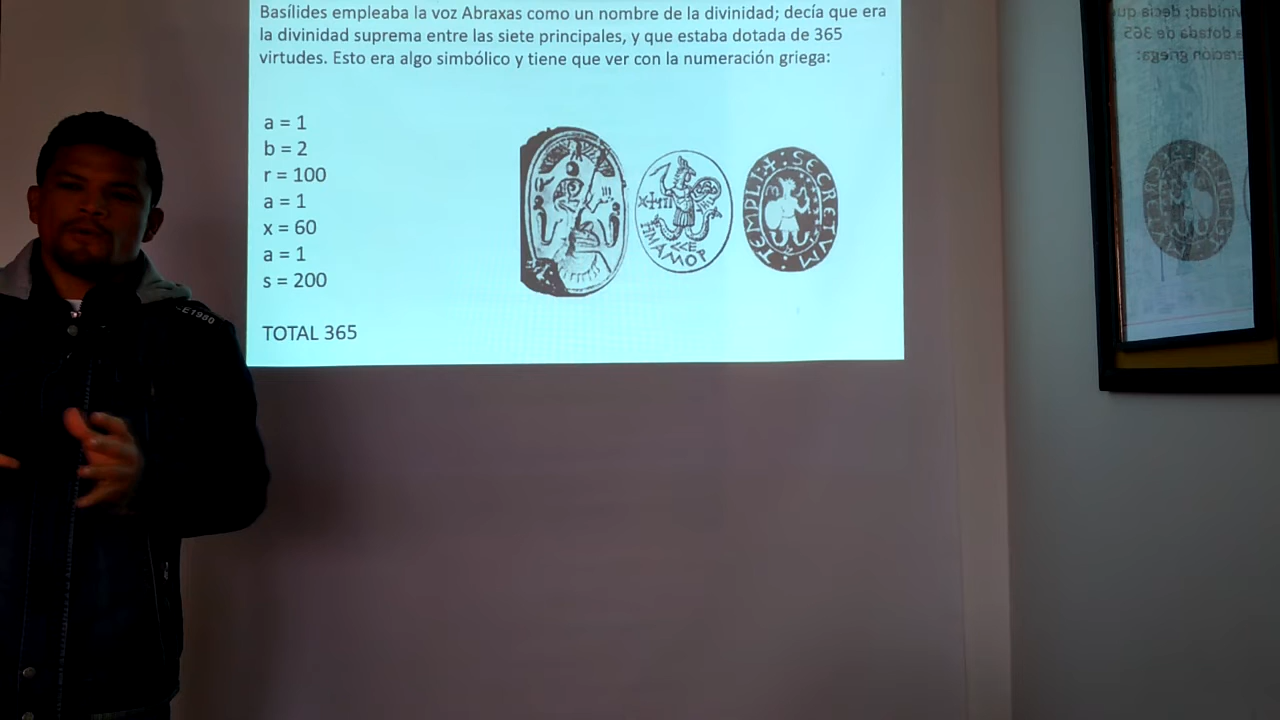 Basílides empleaba la voz Abraxas como un nombre de la divinidad; decía que era
la divinidad suprema entre las siete principales, y que estaba dotada de 365
virtudes. Esto era algo simbólico y tiene que ver con la numeración griega:
a = 1
b = 2
r = 100
a = 1
x = 60
a = 1
s = 200
TOTAL 365
SECRETVM
TEMPLI